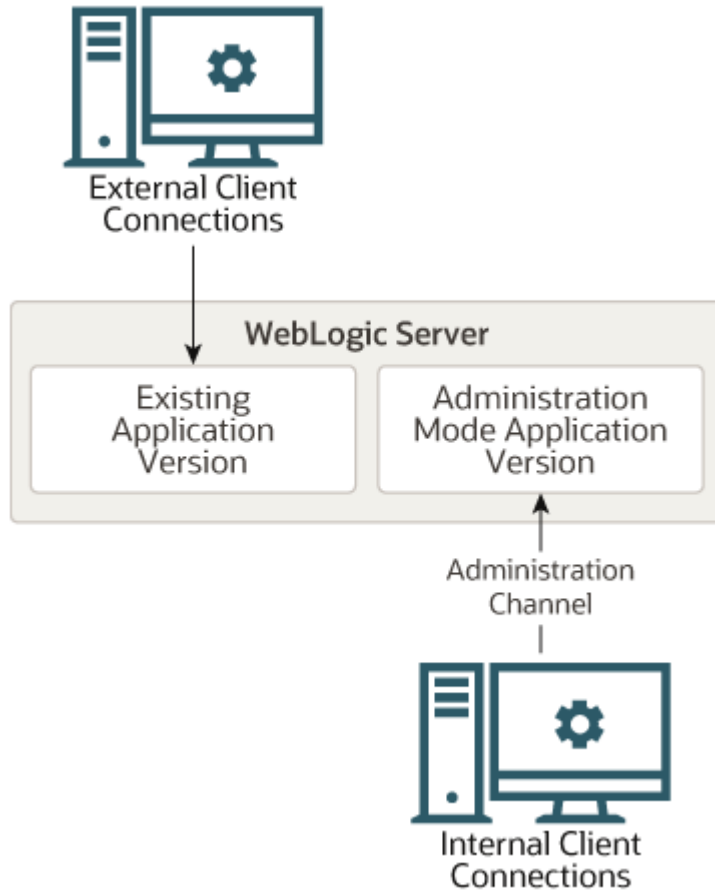 External Client
Connections
WebLogic Server
Existing
Application
Version
Administration
Mode Application
Version
Administration
Channel
Internal Client
Connections